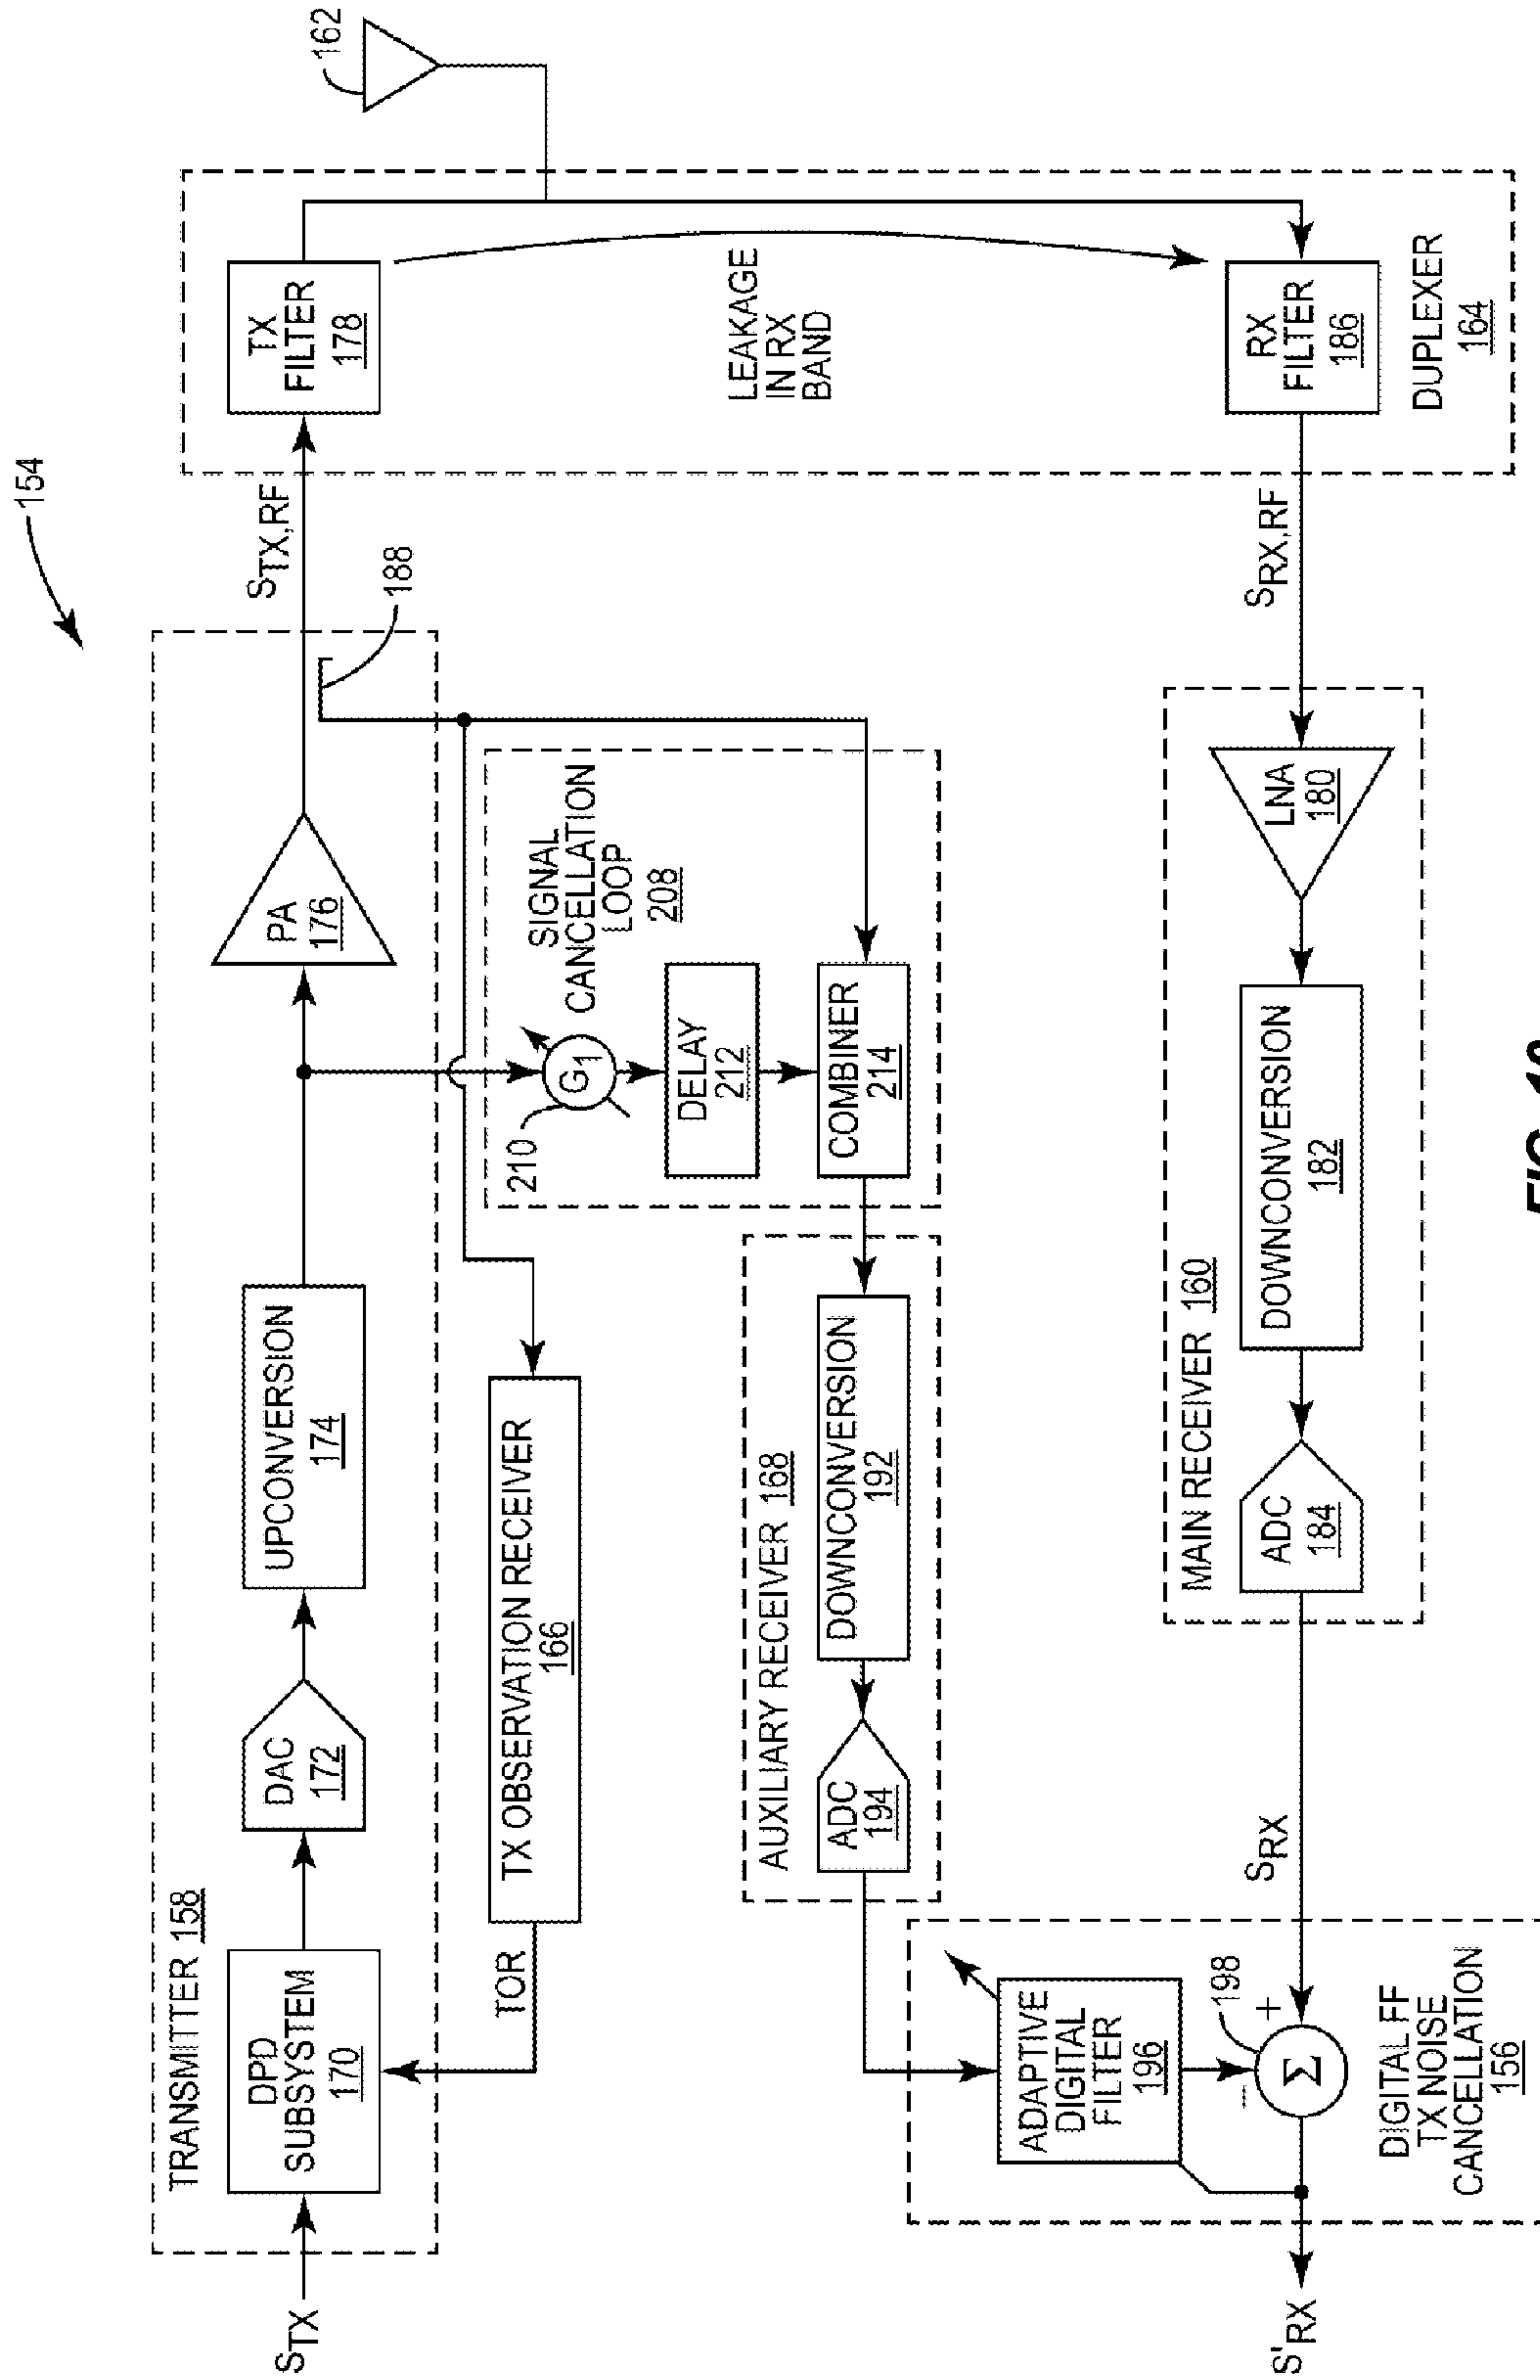 154
TRANSMITTER 158
STX
DPD
SUBSYSTEM
170
DAC
172
UPCONVERSION
174
PA
176
STX,RF
188
TX
FILTER
178
162
TOR
TX OBSERVATION RECEIVER
166
210
G1
SIGNAL
CANCELLATION
LOOP
208
DELAY
212
COMBINER
214
LEAKAGE
IN RX
BAND
AUXILIARY RECEIVER 168
ADC
194
DOWNCONVERSION
192
ADAPTIVE
DIGITAL
FILTER
196
198
+
−
Σ
S'RX
SRX
MAIN RECEIVER 160
ADC
184
DOWNCONVERSION
182
LNA
180
SRX,RF
RX
FILTER
186
DUPLEXER
164
DIGITAL FF
TX NOISE
CANCELLATION
156
FIG.